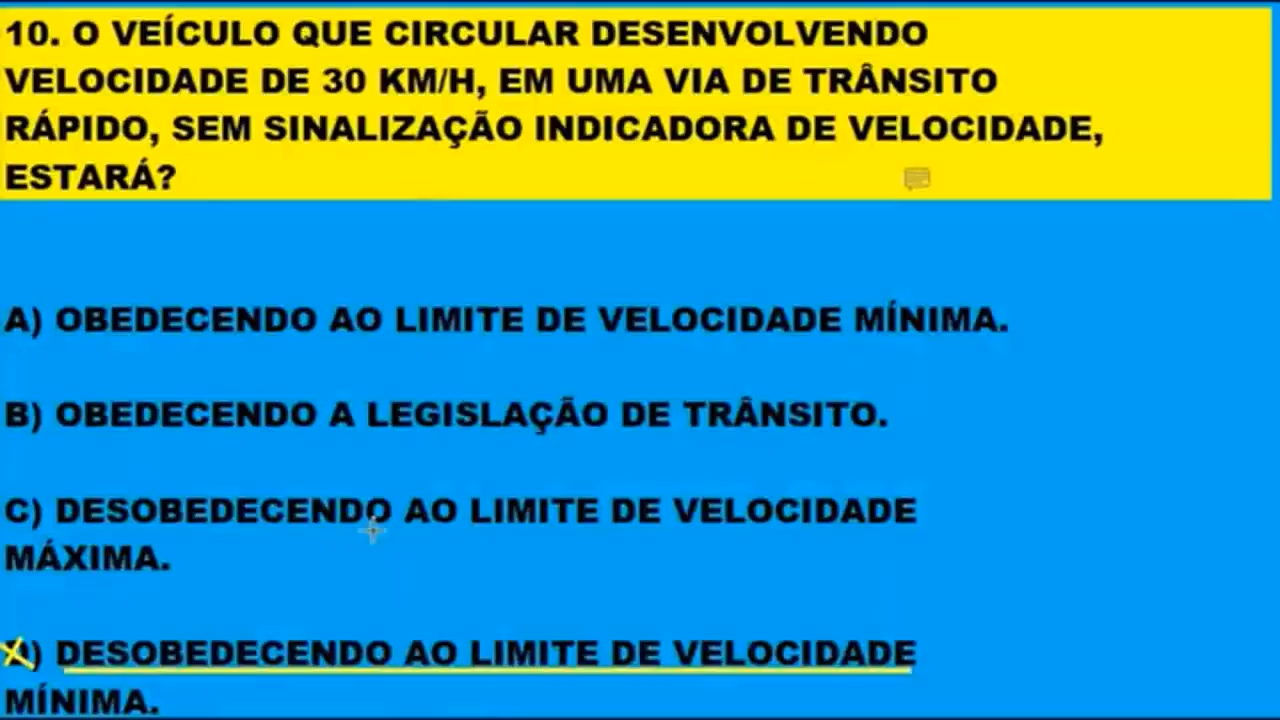 10. O VEÍCULO QUE CIRCULAR DESENVOLVENDO
VELOCIDADE DE 30 KM/H, EM UMA VIA DE TRÂNSITO
RÁPIDO, SEM SINALIZAÇÃO INDICADORA DE VELOCIDADE,
ESTARÁ?
A) OBEDECENDO AO LIMITE DE VELOCIDADE MÍNIMA.
B) OBEDECENDO A LEGISLAÇÃO DE TRÂNSITO.
C) DESOBEDECENDO AO LIMITE DE VELOCIDADE
MÁXIMA.
) DESOBEDECENDO AO LIMITE DE VELOCIDADE
MÍNIMA.